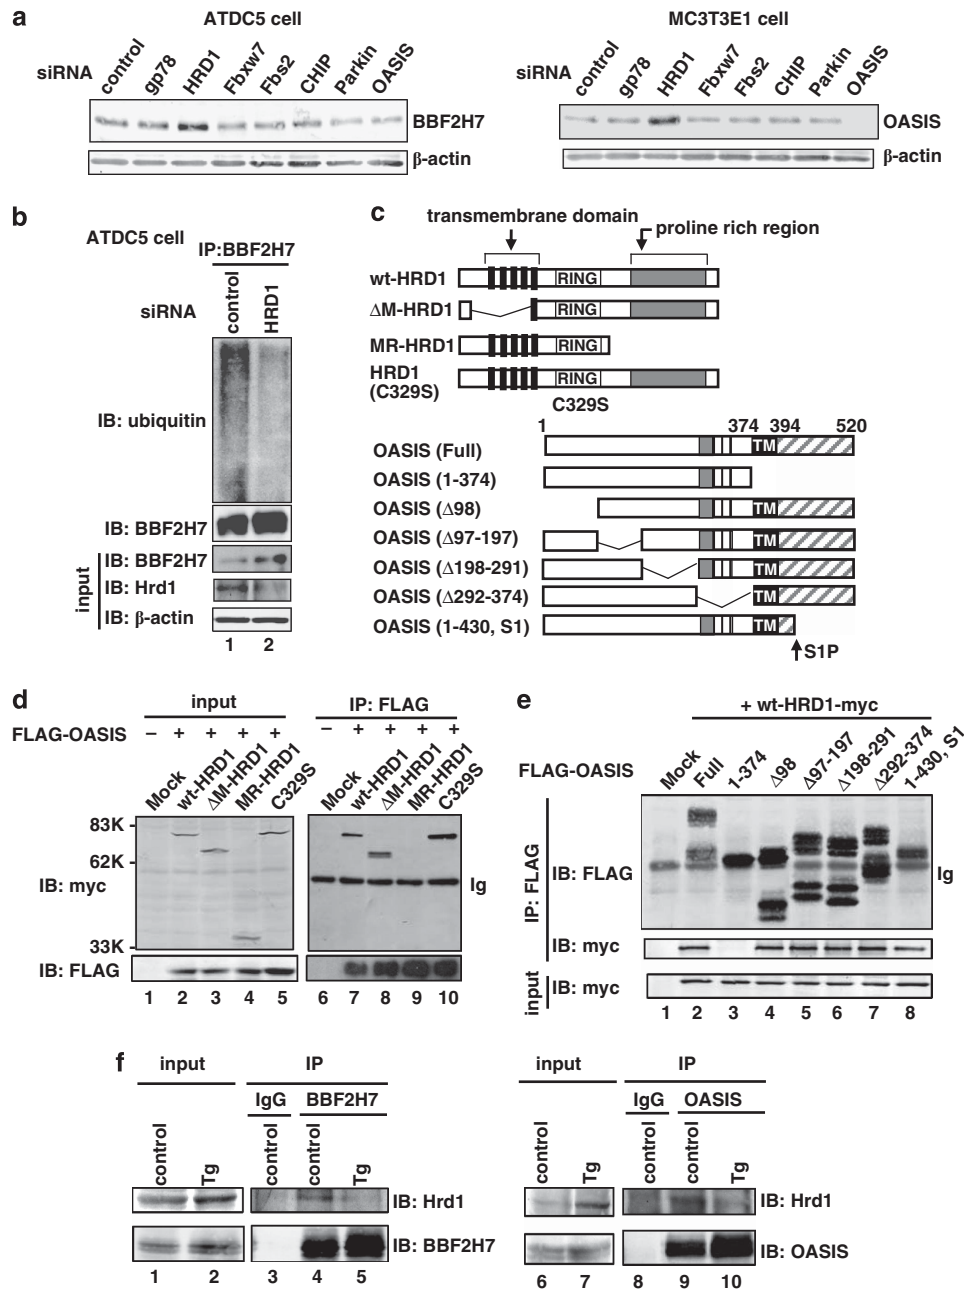 a
ATDC5 cell
siRNA control gp78 HRD1 Fbxw7 Fbs2 CHIP Parkin OASIS
BBF2H7
β-actin
MC3T3E1 cell
siRNA control gp78 HRD1 Fbxw7 Fbs2 CHIP Parkin OASIS
OASIS
β-actin
b
ATDC5 cell
IP:BBF2H7
siRNA control HRD1
IB: ubiquitin
IB: BBF2H7
input
IB: BBF2H7
IB: Hrd1
IB: β-actin
1 2
c
transmembrane domain
proline rich region
wt-HRD1 RING
ΔM-HRD1 RING
MR-HRD1 RING
HRD1
(C329S) RING
C329S
1 374 394 520
OASIS (Full) TM
OASIS (1-374)
OASIS (Δ98) TM
OASIS (Δ97-197) TM
OASIS (Δ198-291) TM
OASIS (Δ292-374) TM
OASIS (1-430, S1) TM
S1P
d
input IP: FLAG
FLAG-OASIS − + + + + − + + + +
Mock wt-HRD1 ΔM-HRD1 MR-HRD1 C329S Mock wt-HRD1 ΔM-HRD1 MR-HRD1 C329S
83K
62K
IB: myc Ig
33K
IB: FLAG
1 2 3 4 5 6 7 8 9 10
e
+ wt-HRD1-myc
FLAG-OASIS Mock Full 1-374 Δ98 Δ97-197 Δ198-291 Δ292-374 1-430, S1
IP: FLAG
IB: FLAG Ig
IB: myc
input
IB: myc
1 2 3 4 5 6 7 8
f
input IP
IgG BBF2H7
control Tg control control Tg
IB: Hrd1
IB: BBF2H7
1 2 3 4 5
input IP
IgG OASIS
control Tg control control Tg
IB: Hrd1
IB: OASIS
6 7 8 9 10